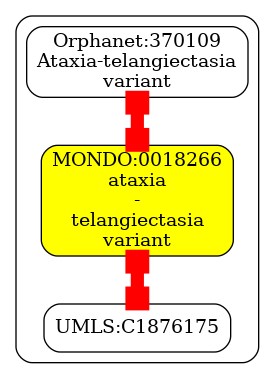 Orphanet:370109
Ataxia-telangiectasia
variant
MONDO:0018266
ataxia
-
telangiectasia
variant
UMLS:C1876175